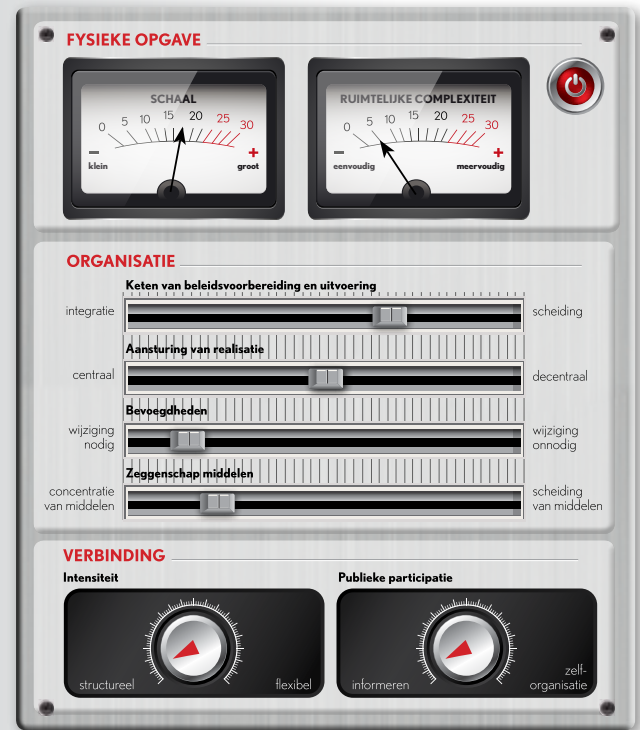 FYSIEKE OPGAVE
SCHAAL
0 5 10 15 20 25 30
− +
klein groot
RUIMTELIJKE COMPLEXITEIT
0 5 10 15 20 25 30
− +
eenvoudig meervoudig
ORGANISATIE
Keten van beleidsvoorbereiding en uitvoering
integratie scheiding
Aansturing van realisatie
centraal decentraal
Bevoegdheden
wijziging wijziging
nodig onnodig
Zeggenschap middelen
concentratie scheiding
van middelen van middelen
VERBINDING
Intensiteit
structureel flexibel
Publieke participatie
zelf-
informeren organisatie